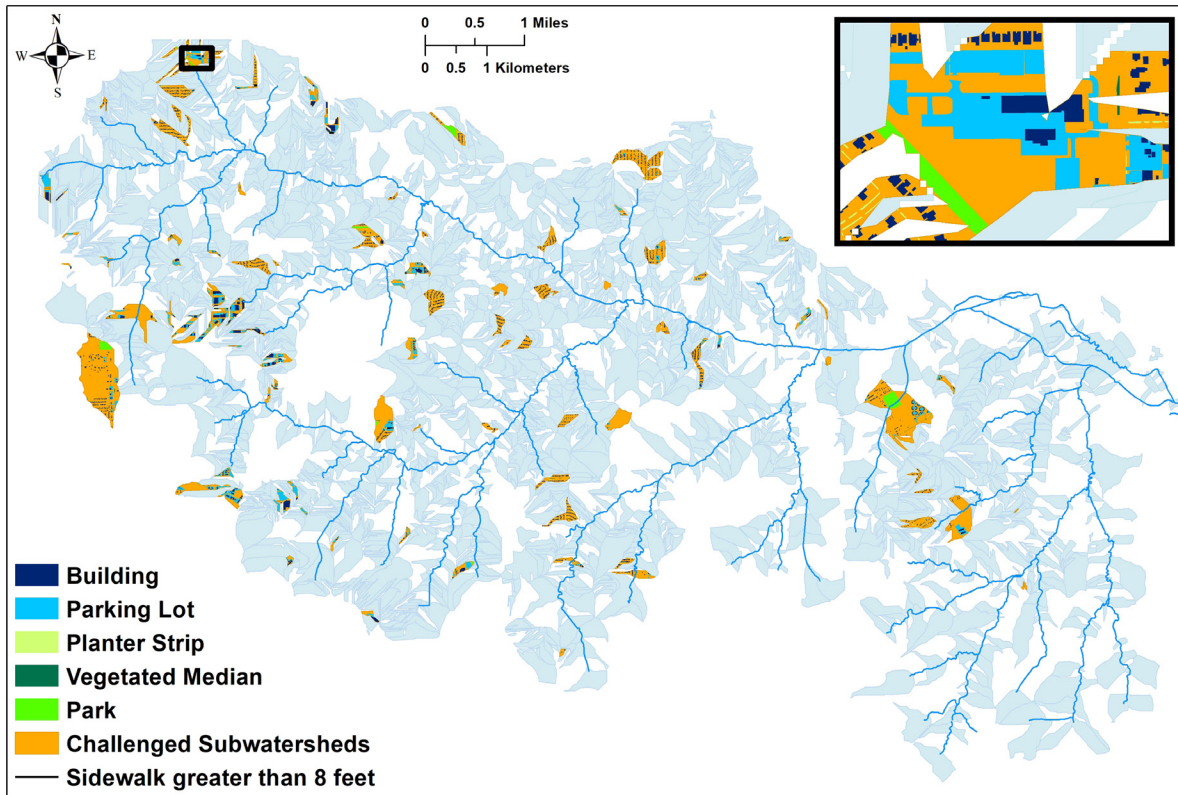 N
W E
S
0 0.5 1 Miles
0 0.5 1 Kilometers
Building
Parking Lot
Planter Strip
Vegetated Median
Park
Challenged Subwatersheds
Sidewalk greater than 8 feet